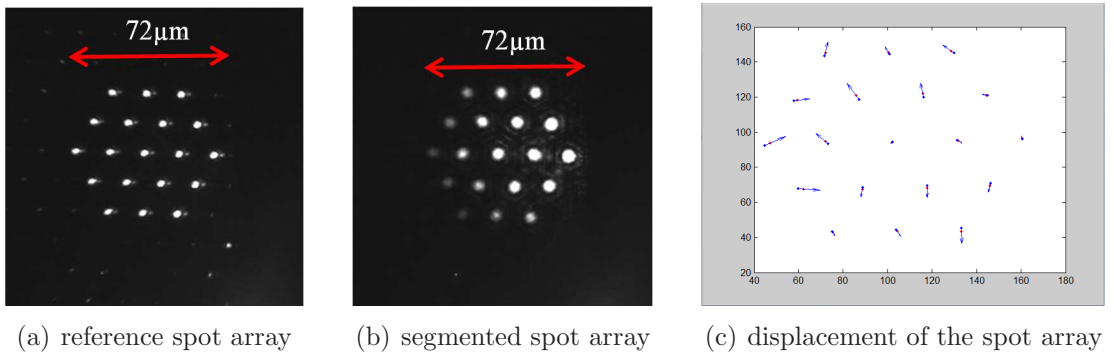 72μm
72μm
160
140
120
100
80
60
40
20
40 60 80 100 120 140 160 180
(a) reference spot array
(b) segmented spot array
(c) displacement of the spot array